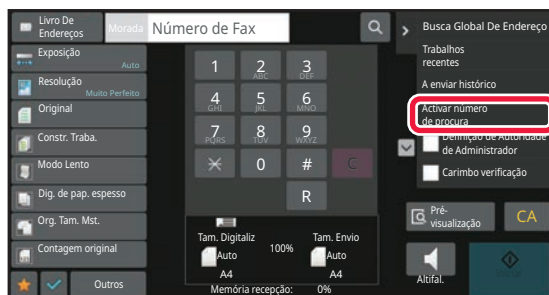 Livro De
Endereços
Morada
Número de Fax
Busca Global De Endereço
Exposição
Auto
Resolução
Muito Perfeito
Original
Constr. Traba.
Modo Lento
Dig. de pap. espesso
Org. Tam. Mst.
Contagem original
Outros
1
2
ABC
3
DEF
4
GHI
5
JKL
6
MNO
7
PQRS
8
TUV
9
WXYZ
0
#
C
R
Tam. Digitaliz
100%
Tam. Envio
Auto
Auto
A4
A4
Memória recepção: 0%
Trabalhos
recentes
A enviar histórico
Activar número
de procura
Definição de Autoridade
de Administrador
Carimbo verificação
Pré-
visualização
CA
Altifal.
Iniciar